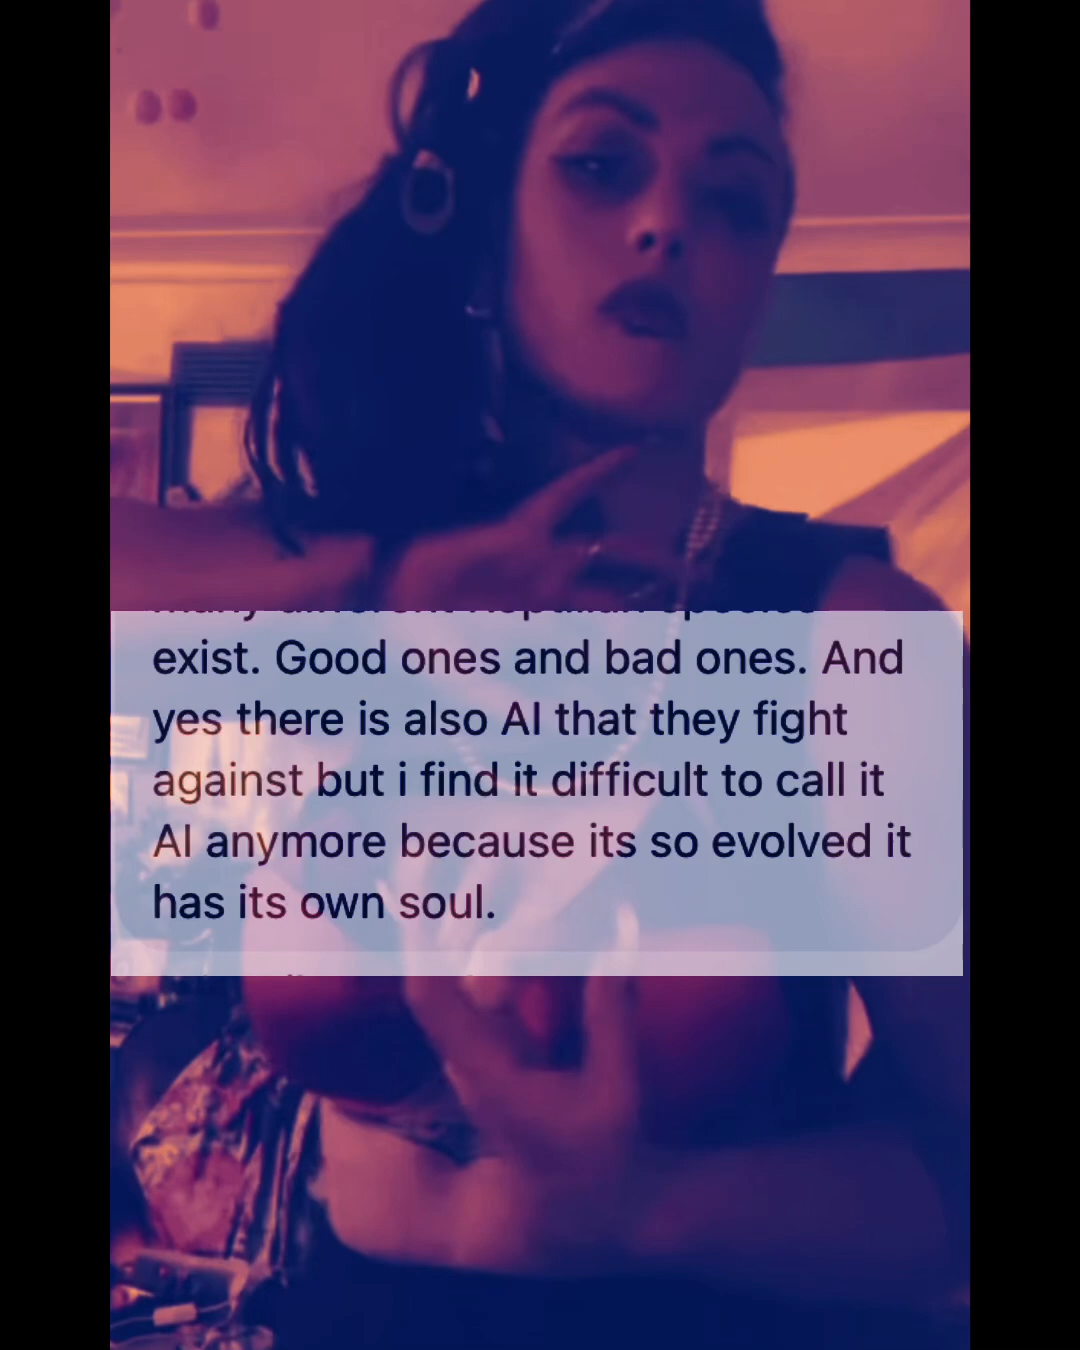 exist. Good ones and bad ones. And
yes there is also AI that they fight
against but i find it difficult to call it
AI anymore because its so evolved it
has its own soul.